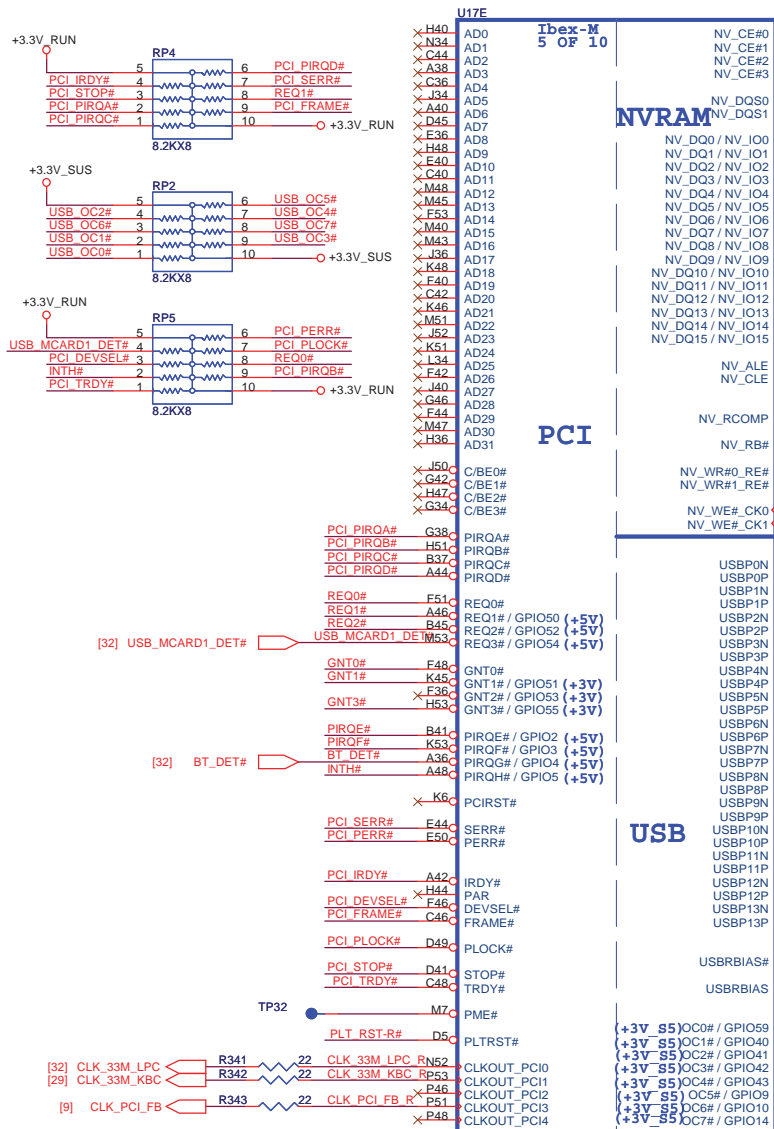 U17E
Ibex-M
5 OF 10
+3.3V_RUN
RP4
5 6 PCI_PIRQD#
PCI_IRDY# 4 7 PCI_SERR#
PCI_STOP# 3 8 REQ1#
PCI_PIRQA# 2 9 PCI_FRAME#
PCI_PIRQC# 1 10 +3.3V_RUN
8.2KX8
+3.3V_SUS
RP2
5 6 USB_OC5#
USB_OC2# 4 7 USB_OC4#
USB_OC6# 3 8 USB_OC7#
USB_OC1# 2 9 USB_OC3#
USB_OC0# 1 10 +3.3V_SUS
8.2KX8
+3.3V_RUN
RP5
5 6 PCI_PERR#
USB_MCARD1_DET# 4 7 PCI_PLOCK#
PCI_DEVSEL# 3 8 REQ0#
INTH# 2 9 PCI_PIRQB#
PCI_TRDY# 1 10 +3.3V_RUN
8.2KX8
H40 AD0
N34 AD1
C44 AD2
A38 AD3
C36 AD4
J34 AD5
A40 AD6
D45 AD7
E36 AD8
H48 AD9
E40 AD10
C40 AD11
M48 AD12
M45 AD13
F53 AD14
M40 AD15
M43 AD16
J36 AD17
K48 AD18
F40 AD19
C42 AD20
K46 AD21
M51 AD22
J52 AD23
K51 AD24
L34 AD25
F42 AD26
J40 AD27
G46 AD28
F44 AD29
M47 AD30
H36 AD31
PCI
J50 C/BE0#
G42 C/BE1#
H47 C/BE2#
G34 C/BE3#
PCI_PIRQA# G38 PIRQA#
PCI_PIRQB# H51 PIRQB#
PCI_PIRQC# B37 PIRQC#
PCI_PIRQD# A44 PIRQD#
REQ0# F51 REQ0#
REQ1# A46 REQ1# / GPIO50 (+5V)
REQ2# B45 REQ2# / GPIO52 (+5V)
[32] USB_MCARD1_DET# USB_MCARD1_DET# M53 REQ3# / GPIO54 (+5V)
GNT0# F48 GNT0#
GNT1# K45 GNT1# / GPIO51 (+3V)
F36 GNT2# / GPIO53 (+3V)
GNT3# H53 GNT3# / GPIO55 (+3V)
PIRQE# B41 PIRQE# / GPIO2 (+5V)
PIRQF# K53 PIRQF# / GPIO3 (+5V)
[32] BT_DET# BT_DET# A36 PIRQG# / GPIO4 (+5V)
INTH# A48 PIRQH# / GPIO5 (+5V)
K6 PCIRST#
PCI_SERR# E44 SERR#
PCI_PERR# E50 PERR#
PCI_IRDY# A42 IRDY#
H44 PAR
PCI_DEVSEL# F46 DEVSEL#
PCI_FRAME# C46 FRAME#
PCI_PLOCK# D49 PLOCK#
PCI_STOP# D41 STOP#
PCI_TRDY# C48 TRDY#
TP32 M7 PME#
PLT_RST-R# D5 PLTRST#
[32] CLK_33M_LPC R341 22 CLK_33M_LPC_R N52 CLKOUT_PCI0
[29] CLK_33M_KBC R342 22 CLK_33M_KBC_R P53 CLKOUT_PCI1
P46 CLKOUT_PCI2
[9] CLK_PCI_FB R343 22 CLK_PCI_FB_R P51 CLKOUT_PCI3
P48 CLKOUT_PCI4
NVRAM
NV_CE#0
NV_CE#1
NV_CE#2
NV_CE#3
NV_DQS0
NV_DQS1
NV_DQ0 / NV_IO0
NV_DQ1 / NV_IO1
NV_DQ2 / NV_IO2
NV_DQ3 / NV_IO3
NV_DQ4 / NV_IO4
NV_DQ5 / NV_IO5
NV_DQ6 / NV_IO6
NV_DQ7 / NV_IO7
NV_DQ8 / NV_IO8
NV_DQ9 / NV_IO9
NV_DQ10 / NV_IO10
NV_DQ11 / NV_IO11
NV_DQ12 / NV_IO12
NV_DQ13 / NV_IO13
NV_DQ14 / NV_IO14
NV_DQ15 / NV_IO15
NV_ALE
NV_CLE
NV_RCOMP
NV_RB#
NV_WR#0_RE#
NV_WR#1_RE#
NV_WE#_CK0
NV_WE#_CK1
USB
USBP0N
USBP0P
USBP1N
USBP1P
USBP2N
USBP2P
USBP3N
USBP3P
USBP4N
USBP4P
USBP5N
USBP5P
USBP6N
USBP6P
USBP7N
USBP7P
USBP8N
USBP8P
USBP9N
USBP9P
USBP10N
USBP10P
USBP11N
USBP11P
USBP12N
USBP12P
USBP13N
USBP13P
USBRBIAS#
USBRBIAS
(+3V_S5) OC0# / GPIO59
(+3V_S5) OC1# / GPIO40
(+3V_S5) OC2# / GPIO41
(+3V_S5) OC3# / GPIO42
(+3V_S5) OC4# / GPIO43
(+3V_S5) OC5# / GPIO9
(+3V_S5) OC6# / GPIO10
(+3V_S5) OC7# / GPIO14